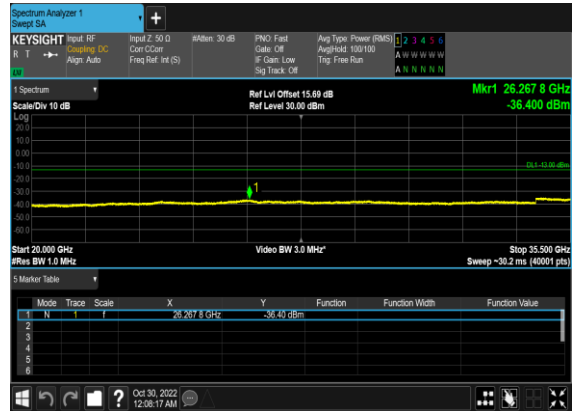 Spectrum Analyzer 1
Swept SA
+
KEYSIGHT Input: RF Input Z: 50 Ω #Atten: 30 dB PNO: Fast Avg Type: Power (RMS) 1 2 3 4 5 6
R T Coupling: DC Corr CCorr Gate: Off Avg|Hold: 100/100 A W W W W W
Align: Auto Freq Ref: Int (S) IF Gain: Low Trig: Free Run
Sig Track: Off A N N N N N
1 Spectrum Ref Lvl Offset 15.69 dB Mkr1 26.267 8 GHz
Scale/Div 10 dB Ref Level 30.00 dBm -36.400 dBm
Log
20.0
10.0
0.00
-10.0 DL1 -13.00 dBm
-20.0
-30.0 1
-40.0
-50.0
-60.0
Start 20.000 GHz Video BW 3.0 MHz* Stop 35.500 GHz
#Res BW 1.0 MHz Sweep ~30.2 ms (40001 pts)
5 Marker Table
Mode Trace Scale X Y Function Function Width Function Value
1 N 1 f 26.267 8 GHz -36.40 dBm
2
3
4
5
6
? Oct 30, 2022
12:08:17 AM